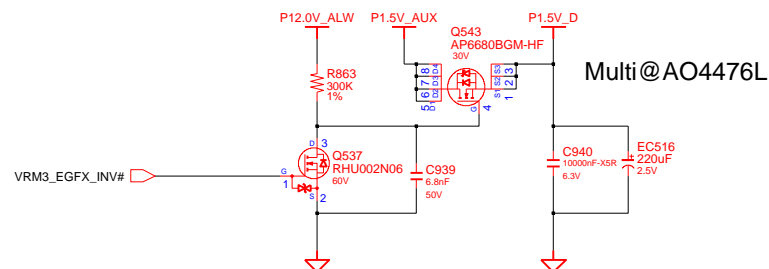 P12.0V_ALW
P1.5V_AUX
P1.5V_D
Q543
AP6680BGM-HF
30V
Multi@AO4476L
R863
300K
1%
8 D4
7 D3
6 D2
5 D1
S3 3
S2 2
S1 1
G 4
D 3
Q537
RHU002N06
60V
G 1
S 2
VRM3_EGFX_INV#
C939
6.8nF
50V
C940
10000nF-X5R
6.3V
EC516
220uF
2.5V